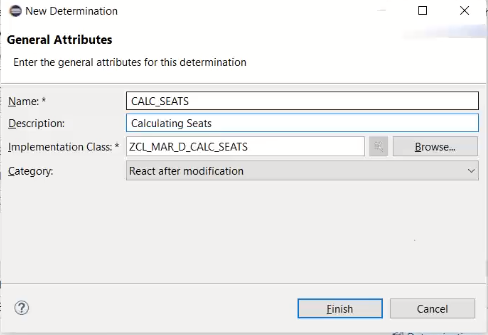 New Determination
General Attributes
Enter the general attributes for this determination
Name: * CALC_SEATS
Description: Calculating Seats
Implementation Class: * ZCL_MAR_D_CALC_SEATS Browse...
Category: React after modification
Finish Cancel